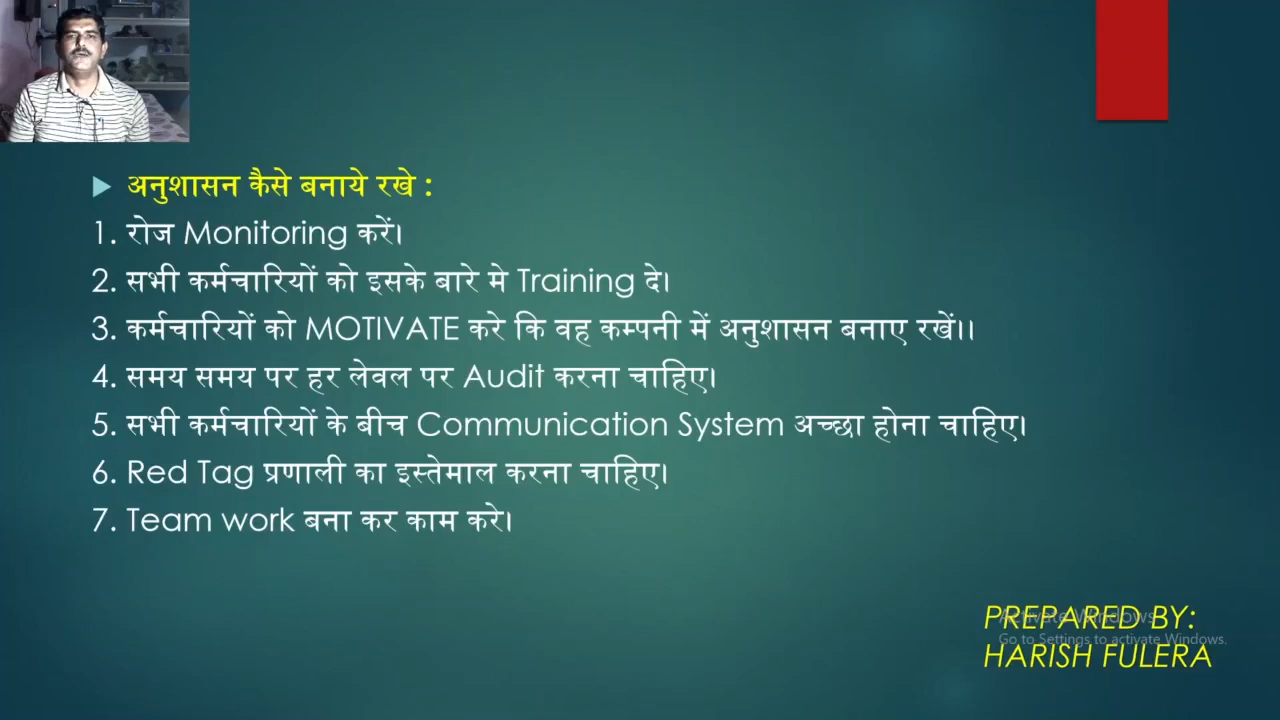 अनुशासन कैसे बनाये रखे :
1. रोज Monitoring करें।
2. सभी कर्मचारियों को इसके बारे मे Training दे।
3. कर्मचारियों को MOTIVATE करे कि वह कम्पनी में अनुशासन बनाए रखें।।
4. समय समय पर हर लेवल पर Audit करना चाहिए।
5. सभी कर्मचारियों के बीच Communication System अच्छा होना चाहिए।
6. Red Tag प्रणाली का इस्तेमाल करना चाहिए।
7. Team work बना कर काम करे।
PREPARED BY:
Activate Windows
Go to Settings to activate Windows.
HARISH FULERA